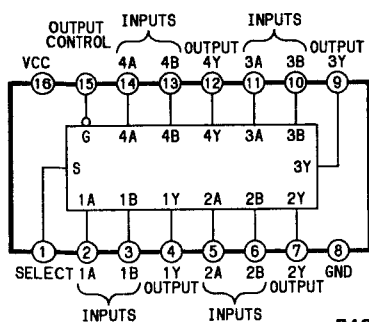 OUTPUT CONTROL INPUTS INPUTS
VCC 4A 4B OUTPUT 4Y 3A 3B OUTPUT 3Y
16 15 14 13 12 11 10 9
G 4A 4B 4Y 3A 3B
S 3Y
1A 1B 1Y 2A 2B 2Y
1 2 3 4 5 6 7 8
SELECT 1A 1B OUTPUT 1Y 2A 2B OUTPUT 2Y GND
INPUTS INPUTS